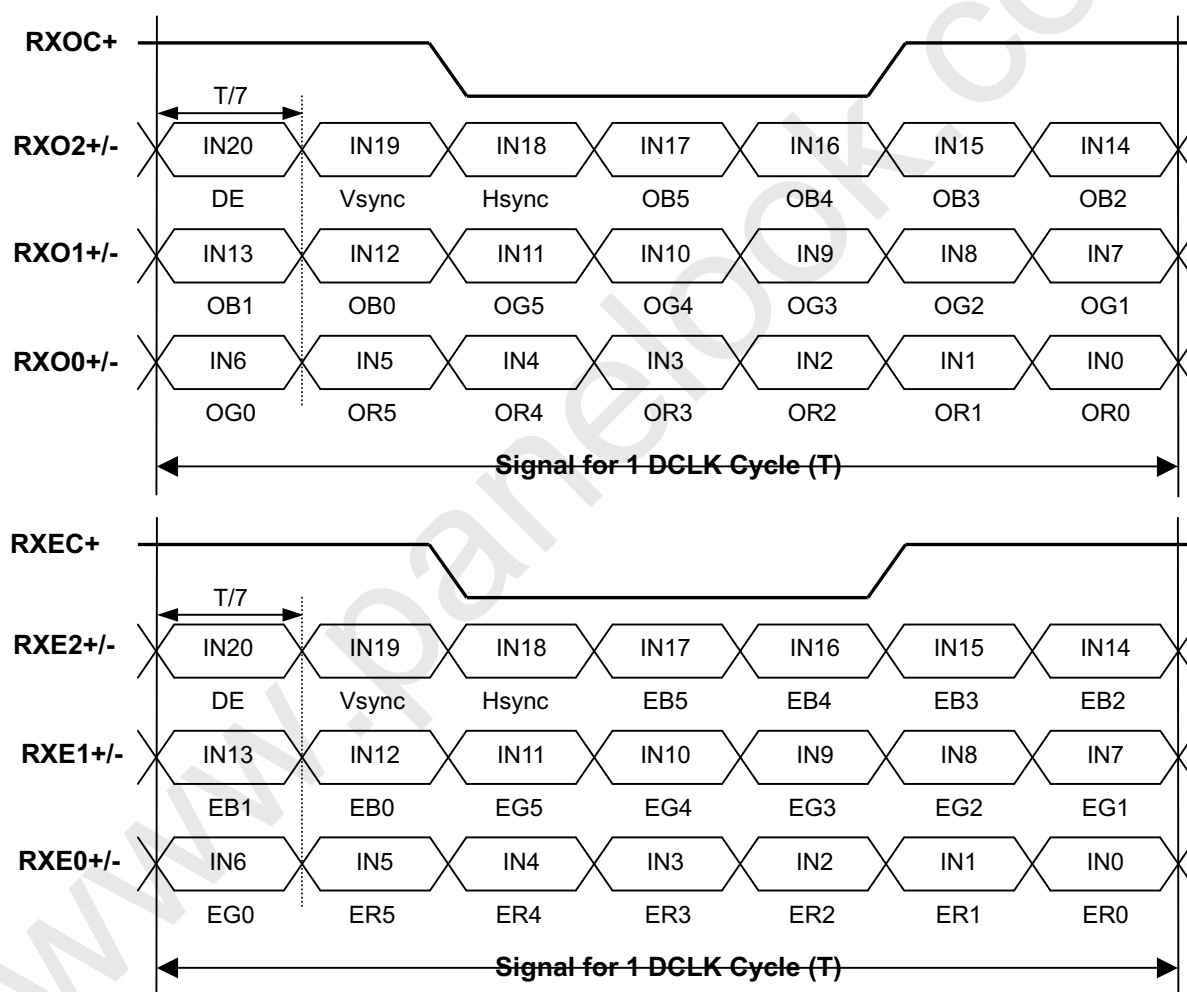 RXOC+
T/7
RXO2+/- IN20 IN19 IN18 IN17 IN16 IN15 IN14
DE Vsync Hsync OB5 OB4 OB3 OB2
RXO1+/- IN13 IN12 IN11 IN10 IN9 IN8 IN7
OB1 OB0 OG5 OG4 OG3 OG2 OG1
RXO0+/- IN6 IN5 IN4 IN3 IN2 IN1 IN0
OG0 OR5 OR4 OR3 OR2 OR1 OR0
Signal for 1 DCLK Cycle (T)
RXEC+
T/7
RXE2+/- IN20 IN19 IN18 IN17 IN16 IN15 IN14
DE Vsync Hsync EB5 EB4 EB3 EB2
RXE1+/- IN13 IN12 IN11 IN10 IN9 IN8 IN7
EB1 EB0 EG5 EG4 EG3 EG2 EG1
RXE0+/- IN6 IN5 IN4 IN3 IN2 IN1 IN0
EG0 ER5 ER4 ER3 ER2 ER1 ER0
Signal for 1 DCLK Cycle (T)
www.panelook.co